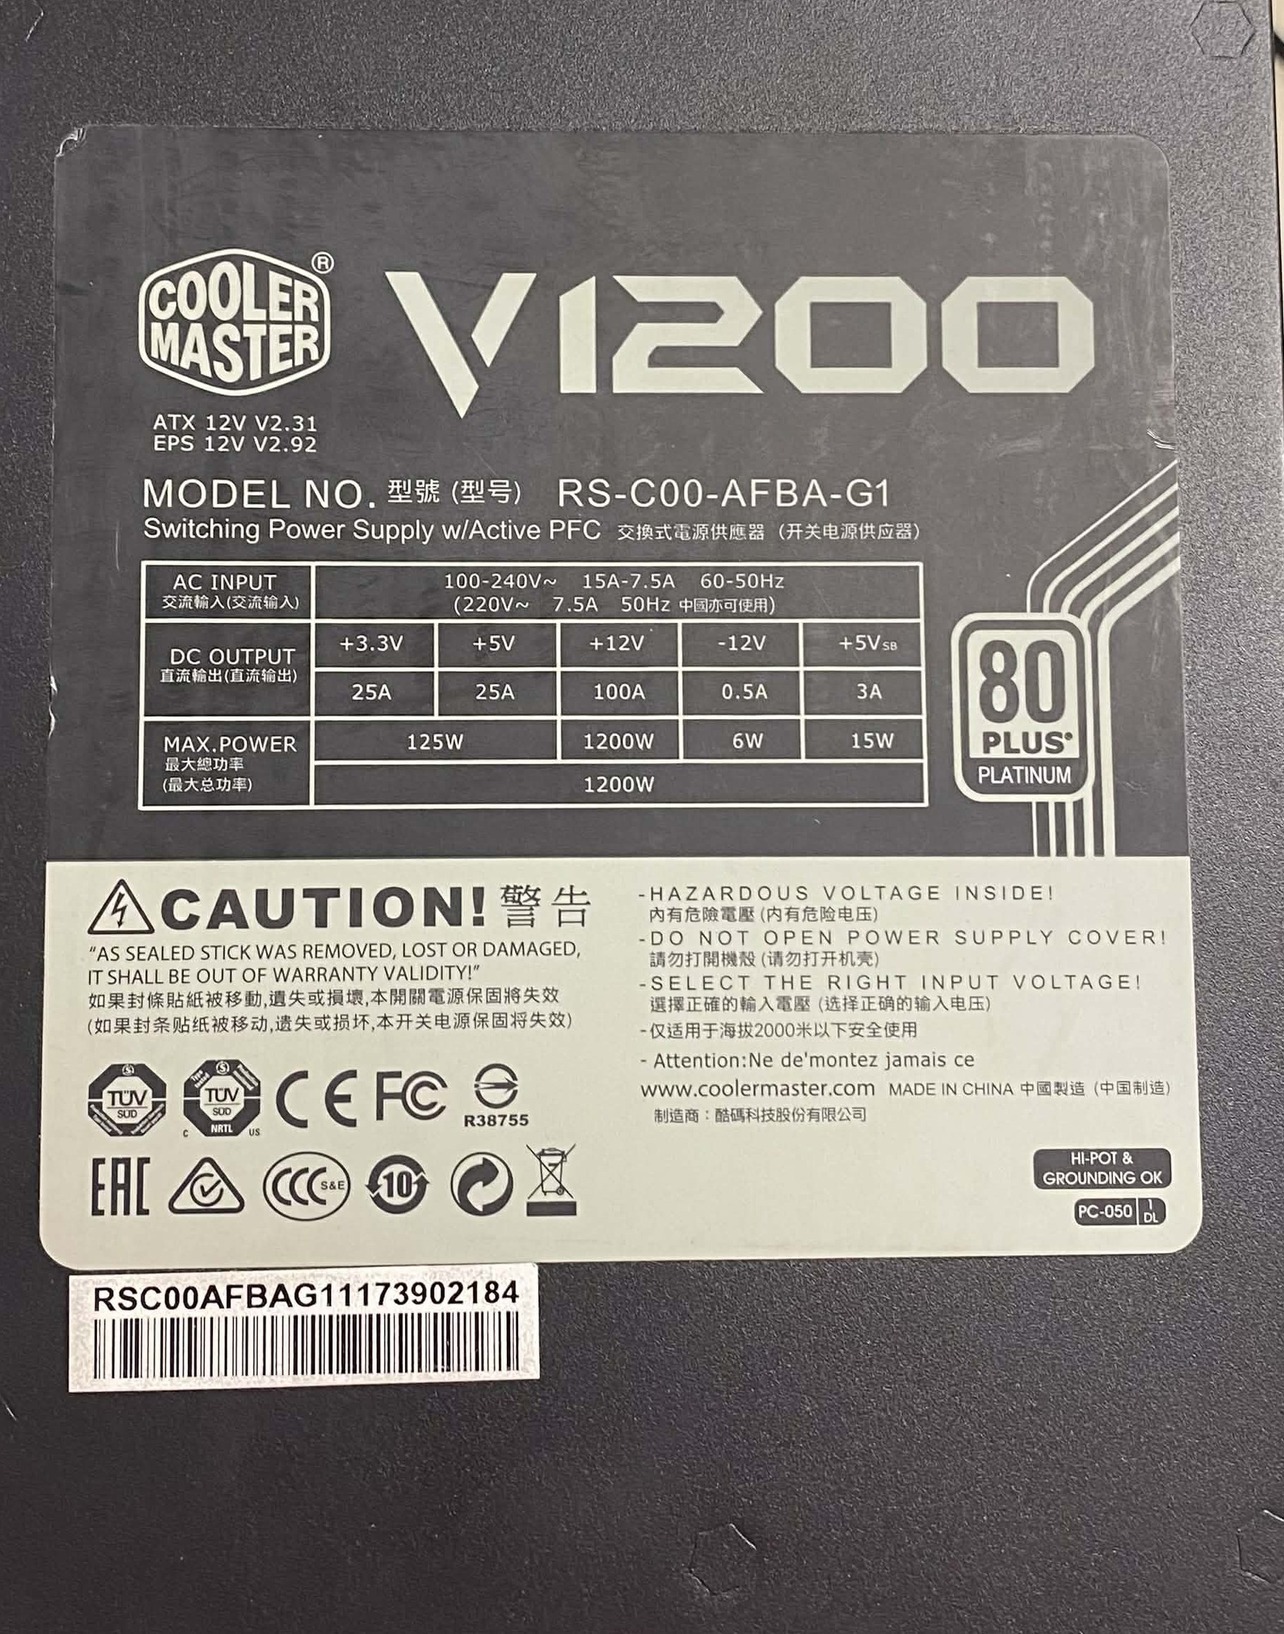 COOLER MASTER ®
V1200
ATX 12V V2.31
EPS 12V V2.92
MODEL NO. 型號 (型号) RS-C00-AFBA-G1
Switching Power Supply w/Active PFC 交換式電源供應器 (开关电源供应器)
AC INPUT 100-240V~ 15A-7.5A 60-50Hz
交流輸入(交流输入) (220V~ 7.5A 50Hz 中國亦可使用)
DC OUTPUT +3.3V +5V +12V -12V +5VSB
直流輸出(直流输出) 25A 25A 100A 0.5A 3A
MAX.POWER 125W 1200W 6W 15W
最大總功率
(最大总功率) 1200W
80
PLUS®
PLATINUM
CAUTION! 警告
"AS SEALED STICK WAS REMOVED, LOST OR DAMAGED,
IT SHALL BE OUT OF WARRANTY VALIDITY!"
如果封條貼紙被移動,遺失或損壞,本開關電源保固將失效
(如果封条贴纸被移动,遗失或损坏,本开关电源保固将失效)
-HAZARDOUS VOLTAGE INSIDE!
內有危險電壓 (内有危险电压)
-DO NOT OPEN POWER SUPPLY COVER!
請勿打開機殼 (请勿打开机壳)
-SELECT THE RIGHT INPUT VOLTAGE!
選擇正確的輸入電壓 (选择正确的输入电压)
-仅适用于海拔2000米以下安全使用
- Attention:Ne de'montez jamais ce
www.coolermaster.com MADE IN CHINA 中國製造 (中国制造)
制造商：酷碼科技股份有限公司
TÜV SÜD
TÜV SÜD NRTL C US
CE FC R38755
EAC CCC S&E 10
HI-POT &
GROUNDING OK
PC-050 1 DL
RSC00AFBAG11173902184